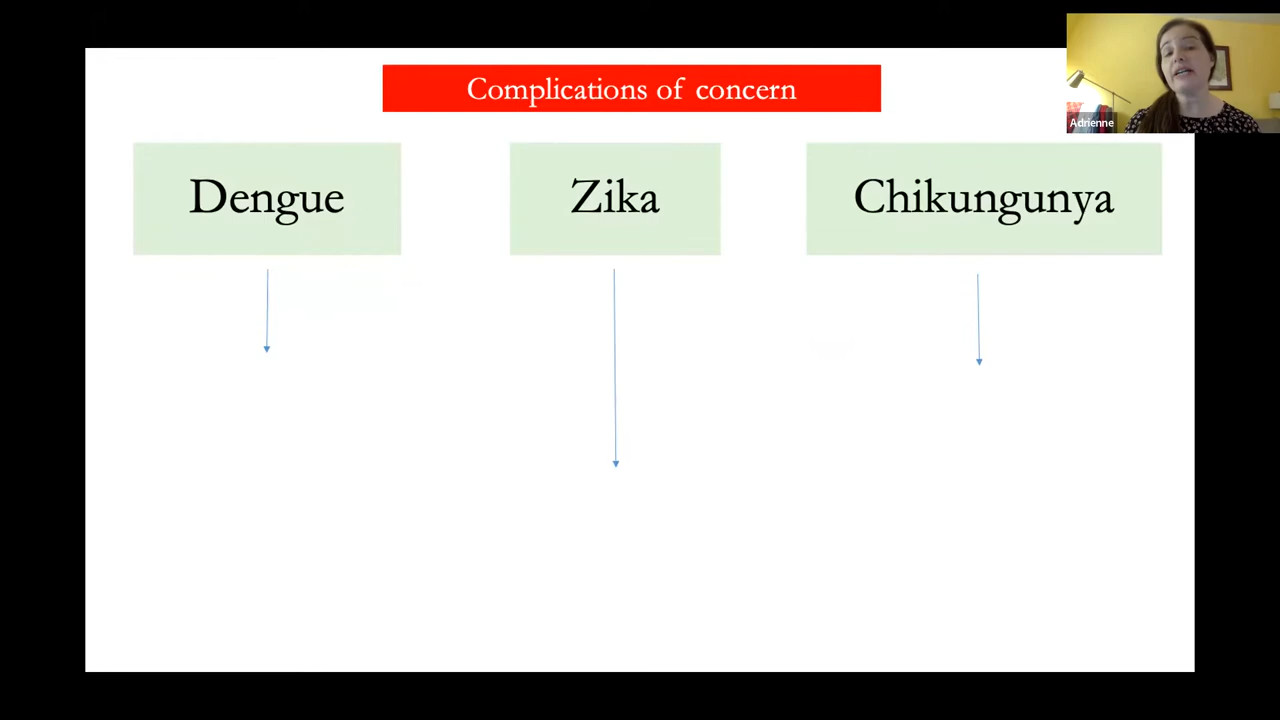 Complications of concern
Adrienne
Dengue
Zika
Chikungunya